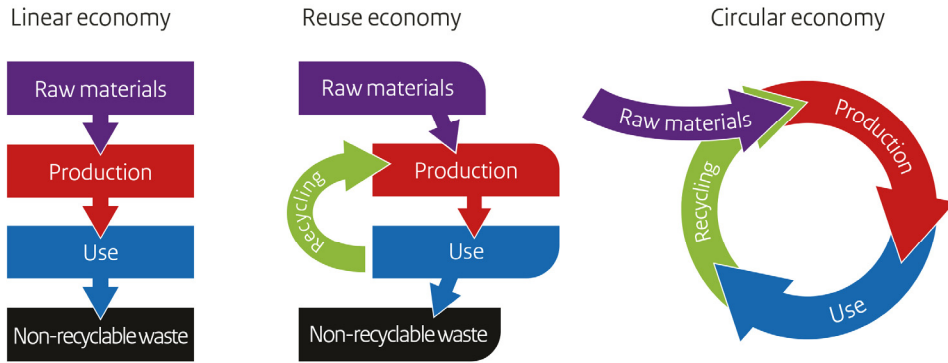 Linear economy
Raw materials
Production
Use
Non-recyclable waste
Reuse economy
Raw materials
Production
Recycling
Use
Non-recyclable waste
Circular economy
Raw materials
Production
Recycling
Use